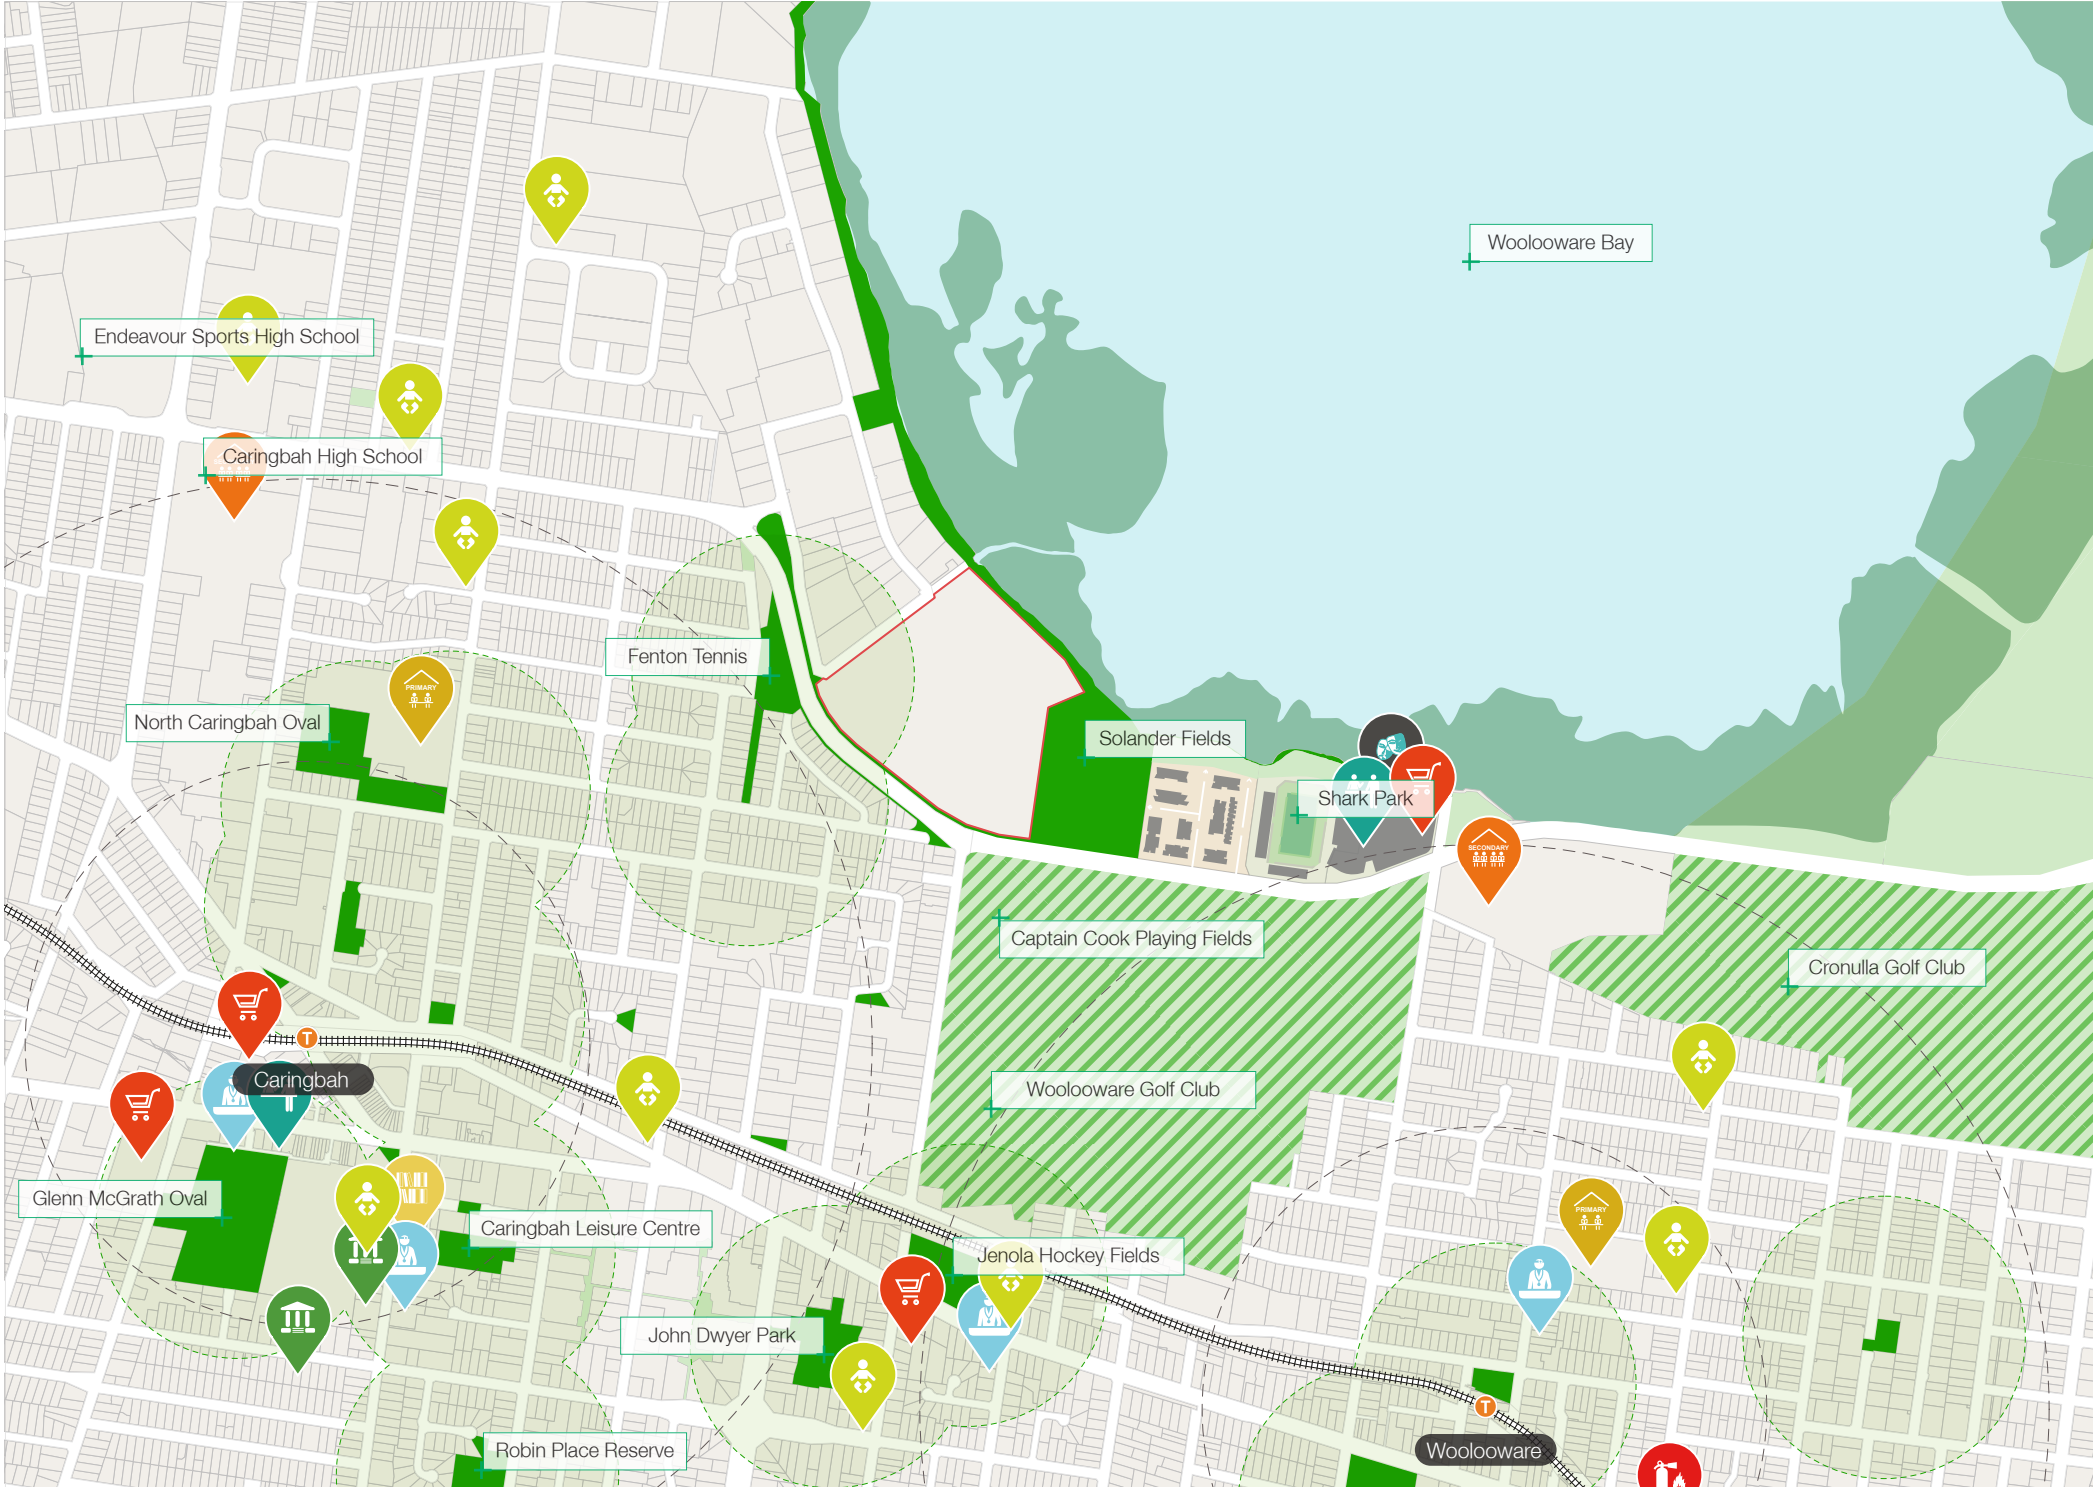 Woolooware Bay
Endeavour Sports High School
Caringbah High School
Fenton Tennis
PRIMARY
North Caringbah Oval
Solander Fields
Shark Park
SECONDARY
Captain Cook Playing Fields
Cronulla Golf Club
T
Caringbah
Woolooware Golf Club
Glenn McGrath Oval
PRIMARY
Caringbah Leisure Centre
Jenola Hockey Fields
John Dwyer Park
T
Robin Place Reserve
Woolooware